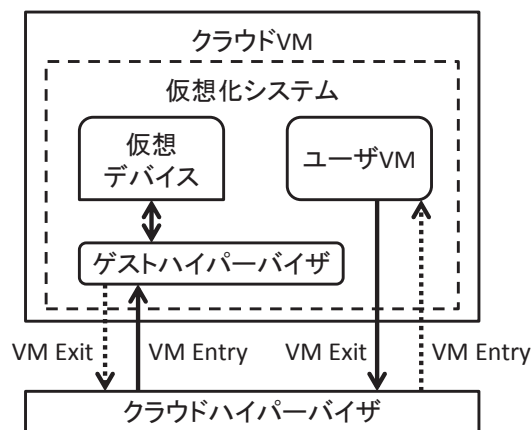 クラウドVM
仮想化システム
仮想
デバイス
ユーザVM
ゲストハイパーバイザ
VM Exit
VM Entry
VM Exit
VM Entry
クラウドハイパーバイザ